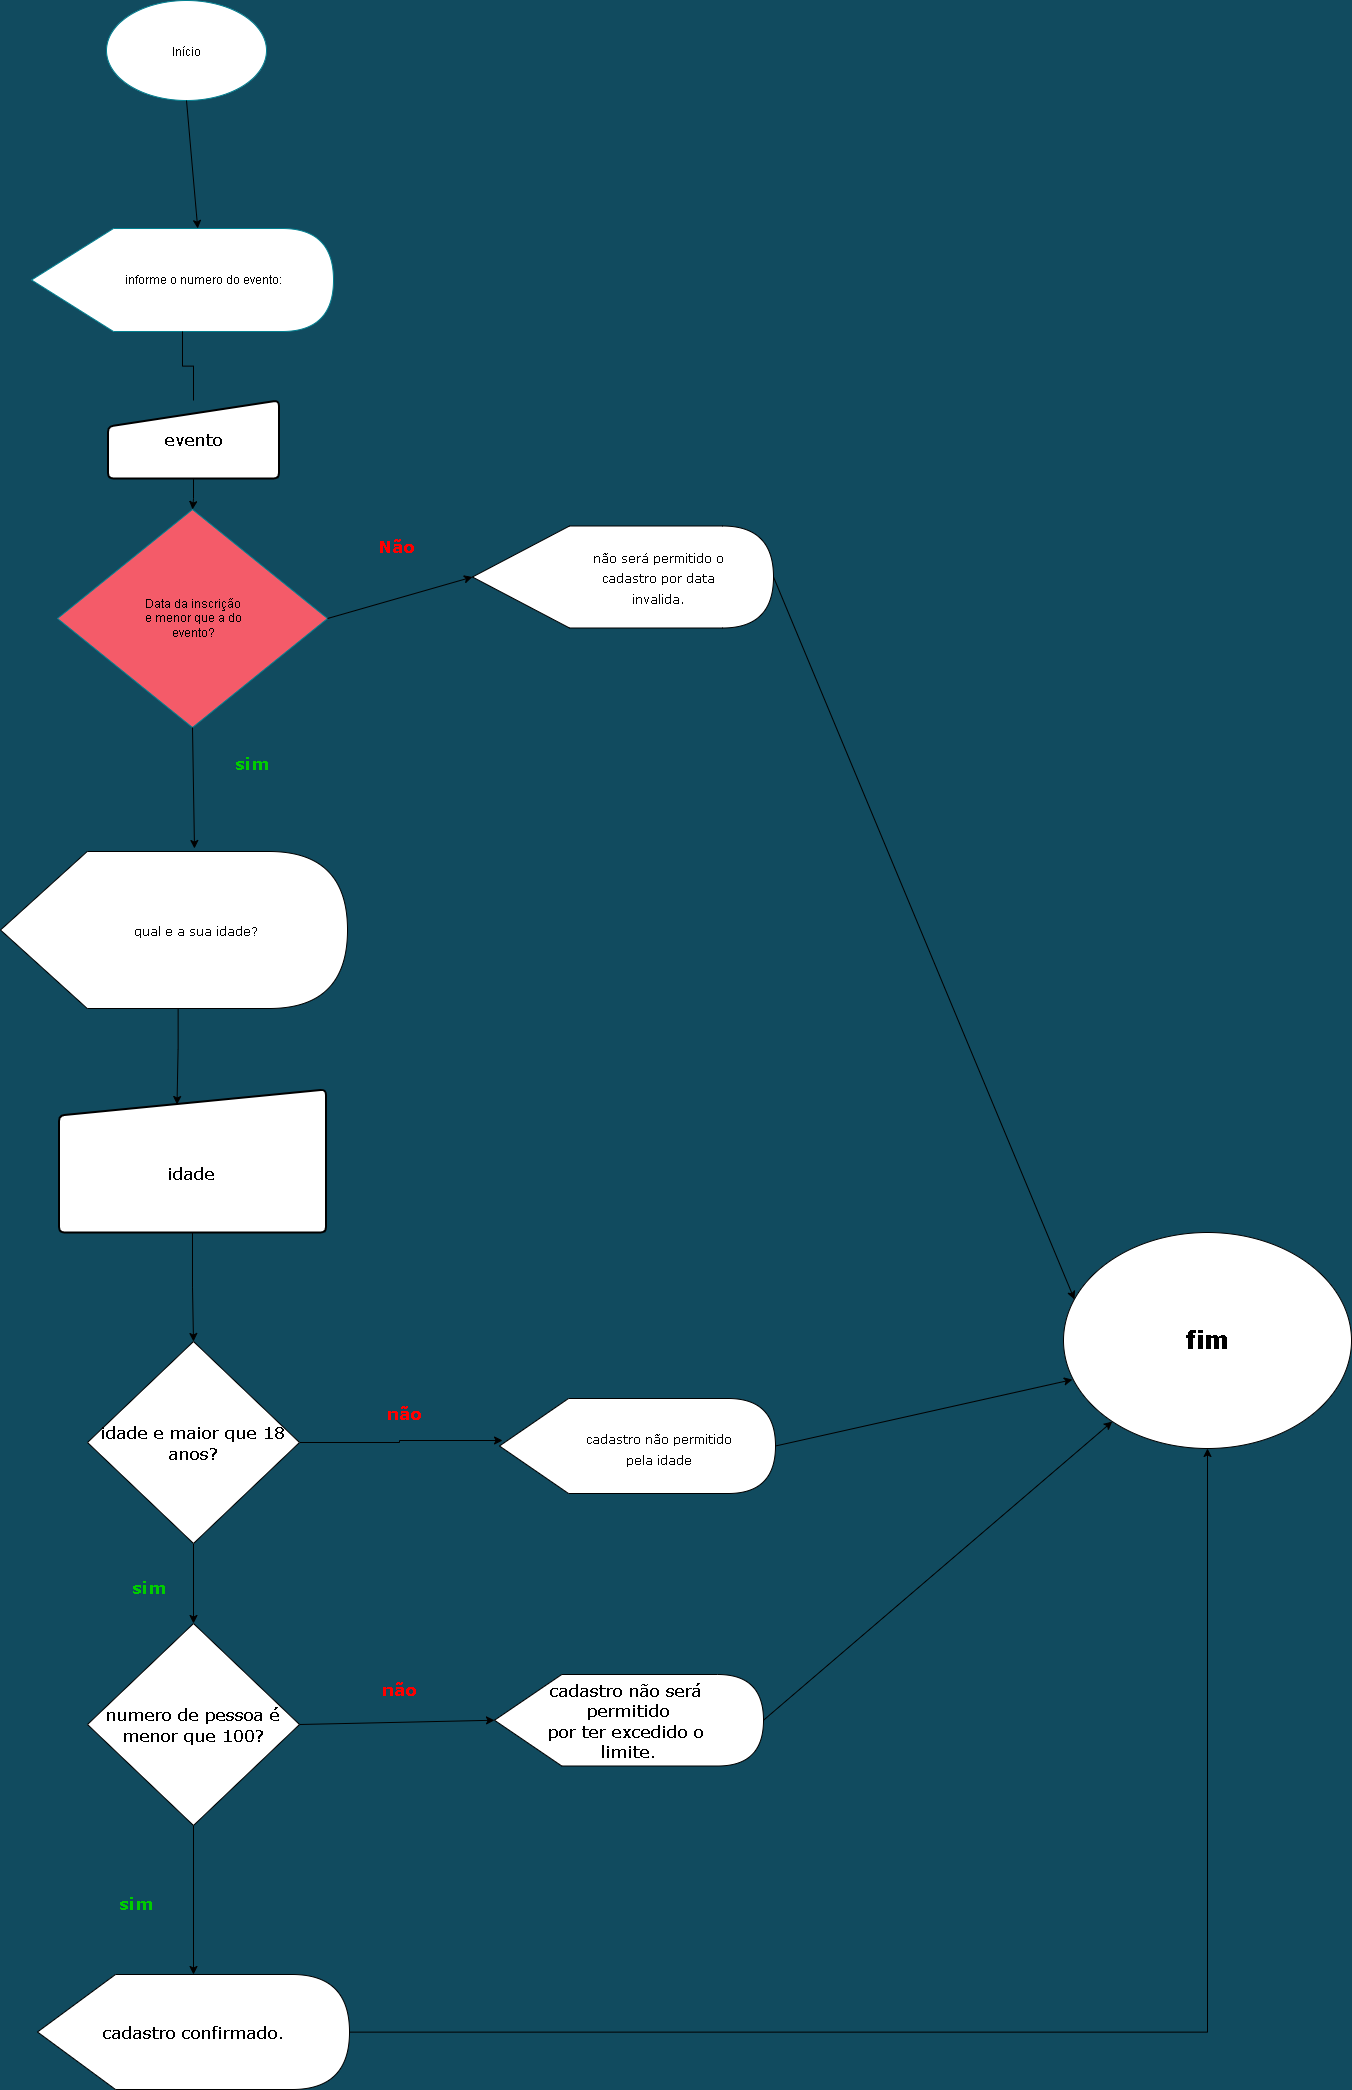 Início
informe o numero do evento:
evento
Data da inscrição
e menor que a do
evento?
Não
não será permitido o
cadastro por data
invalida.
sim
qual e a sua idade?
idade
idade e maior que 18
anos?
não
cadastro não permitido
pela idade
fim
sim
numero de pessoa é
menor que 100?
não
cadastro não será
permitido
por ter excedido o
limite.
sim
cadastro confirmado.